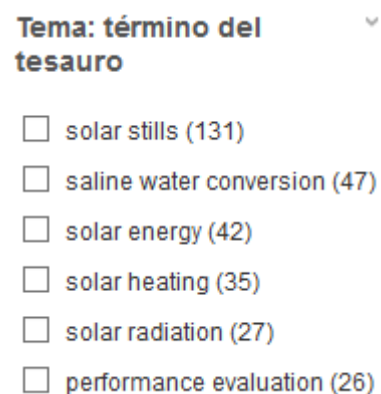 Tema: término del
tesauro
solar stills (131)
saline water conversion (47)
solar energy (42)
solar heating (35)
solar radiation (27)
performance evaluation (26)